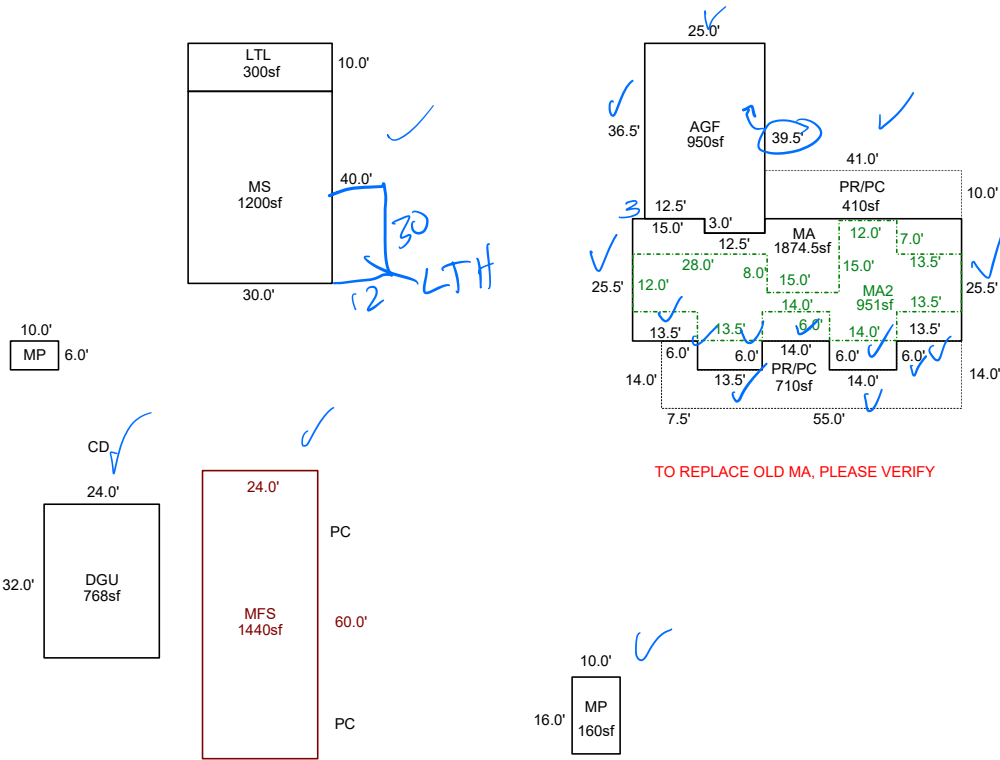 LTL
300sf
10.0'
MS
1200sf
40.0'
30
12
LTH
30.0'
25.0'
36.5'
AGF
950sf
39.5'
41.0'
PR/PC
410sf
10.0'
3
12.5'
15.0'
3.0'
12.5'
MA
1874.5sf
12.0'
7.0'
13.5'
28.0'
8.0'
15.0'
15.0'
25.5'
12.0'
MA2
951sf
25.5'
14.0'
13.5'
13.5'
13.5'
6.0'
14.0'
13.5'
6.0'
6.0'
14.0'
6.0'
6.0'
14.0'
13.5'
PR/PC
710sf
14.0'
14.0'
7.5'
55.0'
TO REPLACE OLD MA, PLEASE VERIFY
10.0'
MP
6.0'
CD
24.0'
32.0'
DGU
768sf
24.0'
PC
MFS
1440sf
60.0'
PC
10.0'
16.0'
MP
160sf